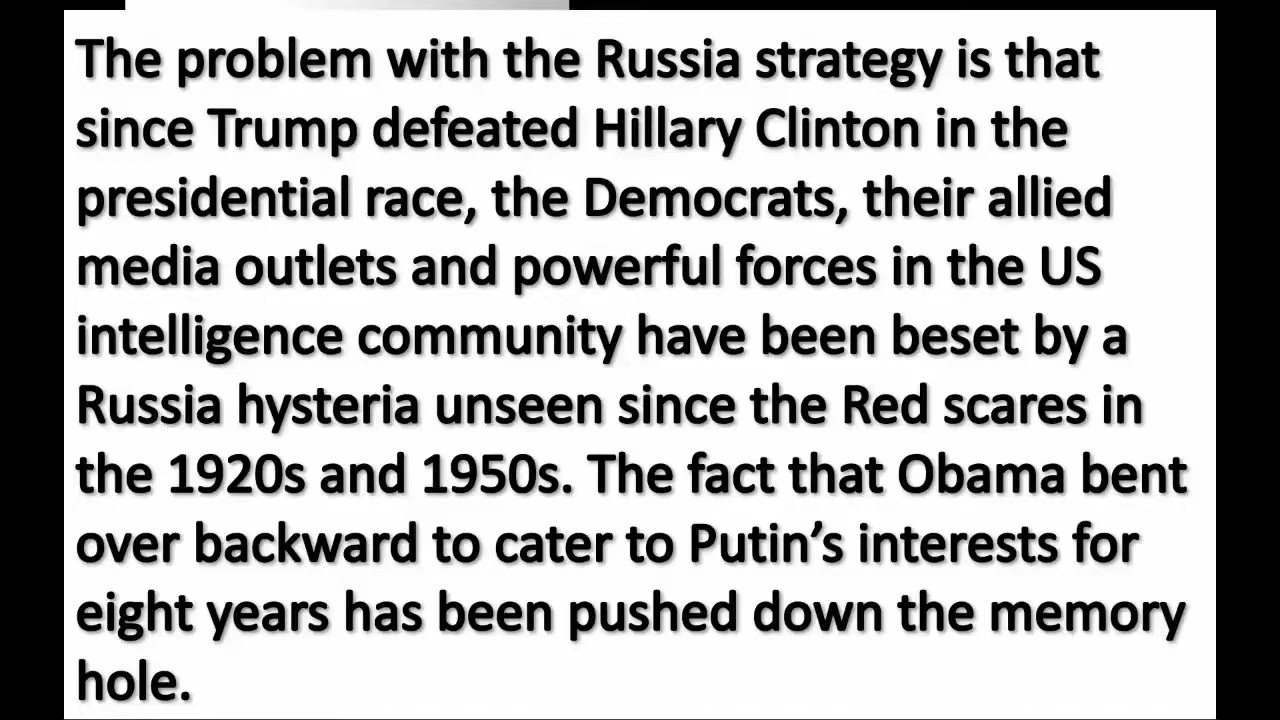 The problem with the Russia strategy is that
since Trump defeated Hillary Clinton in the
presidential race, the Democrats, their allied
media outlets and powerful forces in the US
intelligence community have been beset by a
Russia hysteria unseen since the Red scares in
the 1920s and 1950s. The fact that Obama bent
over backward to cater to Putin’s interests for
eight years has been pushed down the memory
hole.